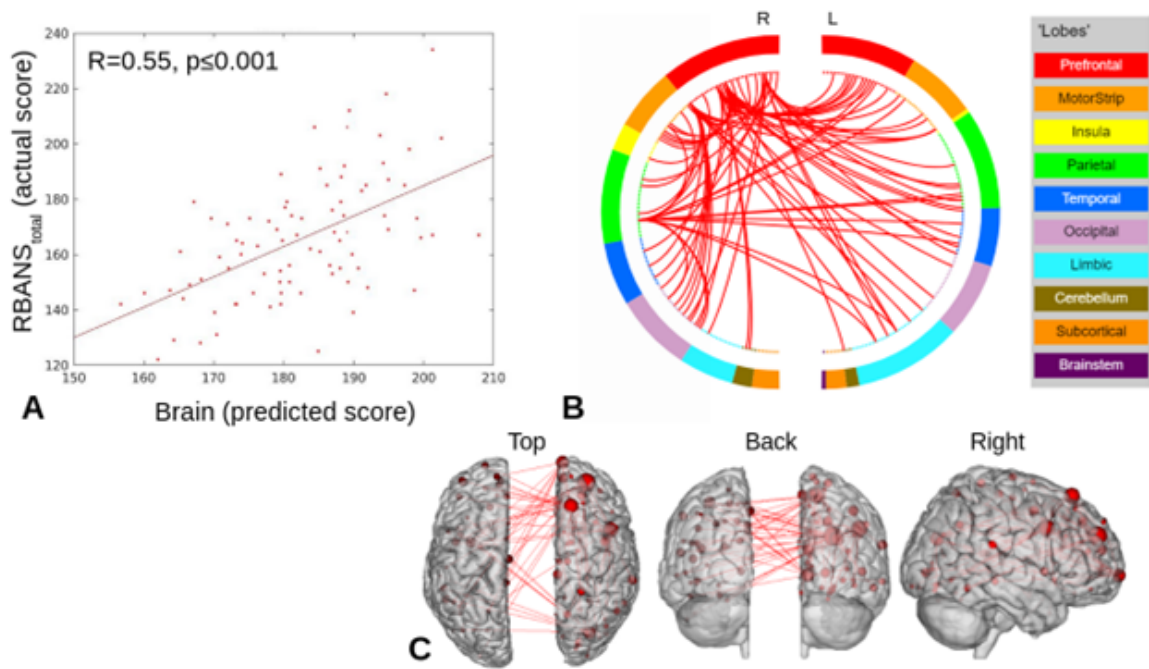 R=0.55, p≤0.001
RBANS_total (actual score)
240
220
200
180
160
140
120
150
160
170
180
190
200
210
Brain (predicted score)
A
R L
B
'Lobes'
Prefrontal
MotorStrip
Insula
Parietal
Temporal
Occipital
Limbic
Cerebellum
Subcortical
Brainstem
Top
Back
Right
C